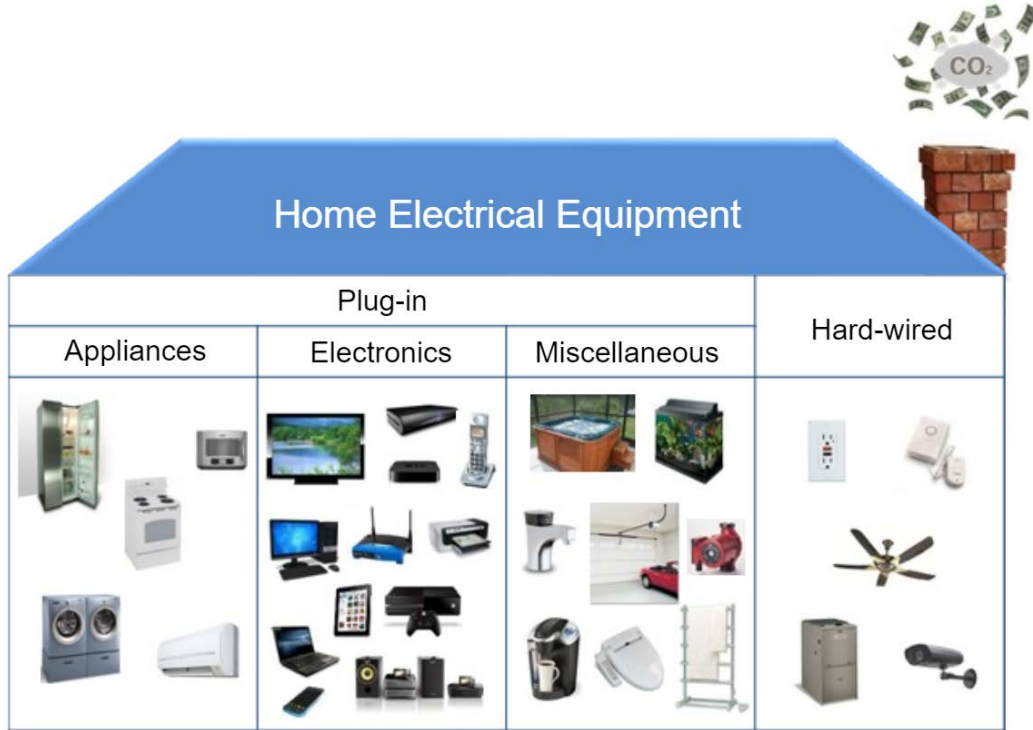 CO₂
Home Electrical Equipment
Plug-in
Hard-wired
Appliances
Electronics
Miscellaneous